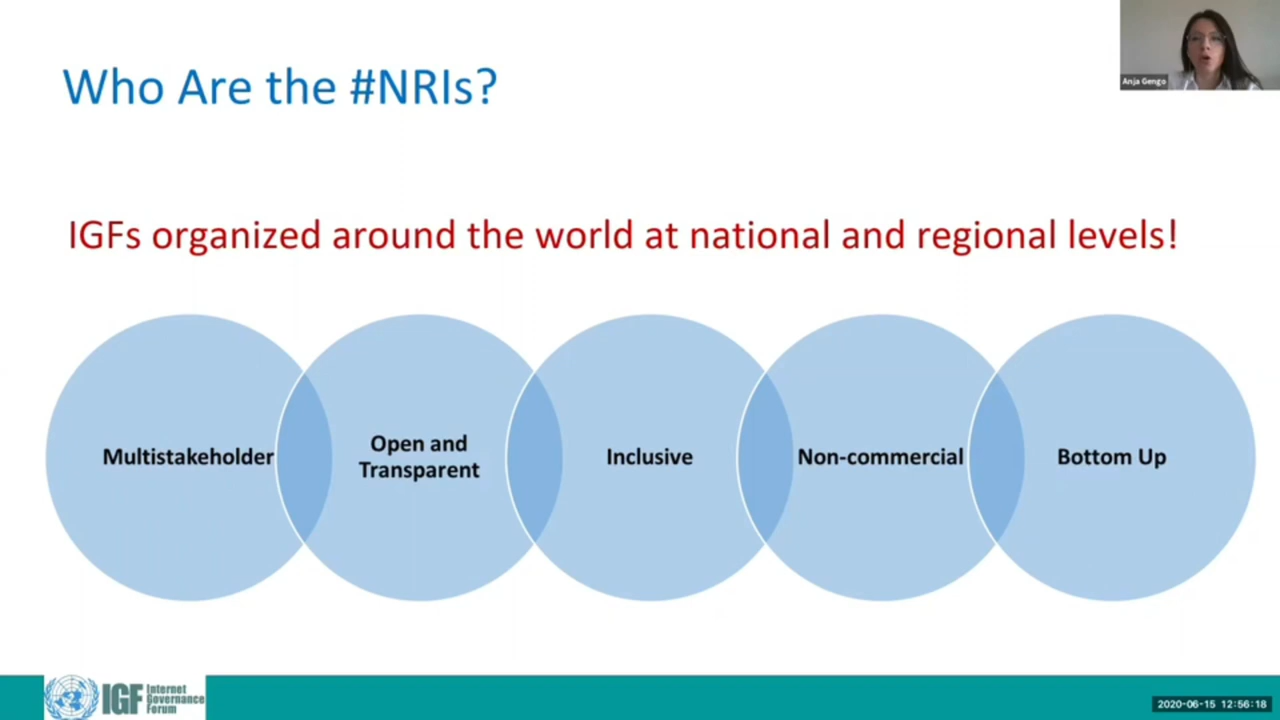 Who Are the #NRIs?
Anja Gengo
IGFs organized around the world at national and regional levels!
Multistakeholder
Open and
Transparent
Inclusive
Non-commercial
Bottom Up
IGF
Internet
Governance
Forum
2020-06-15 12:56:18